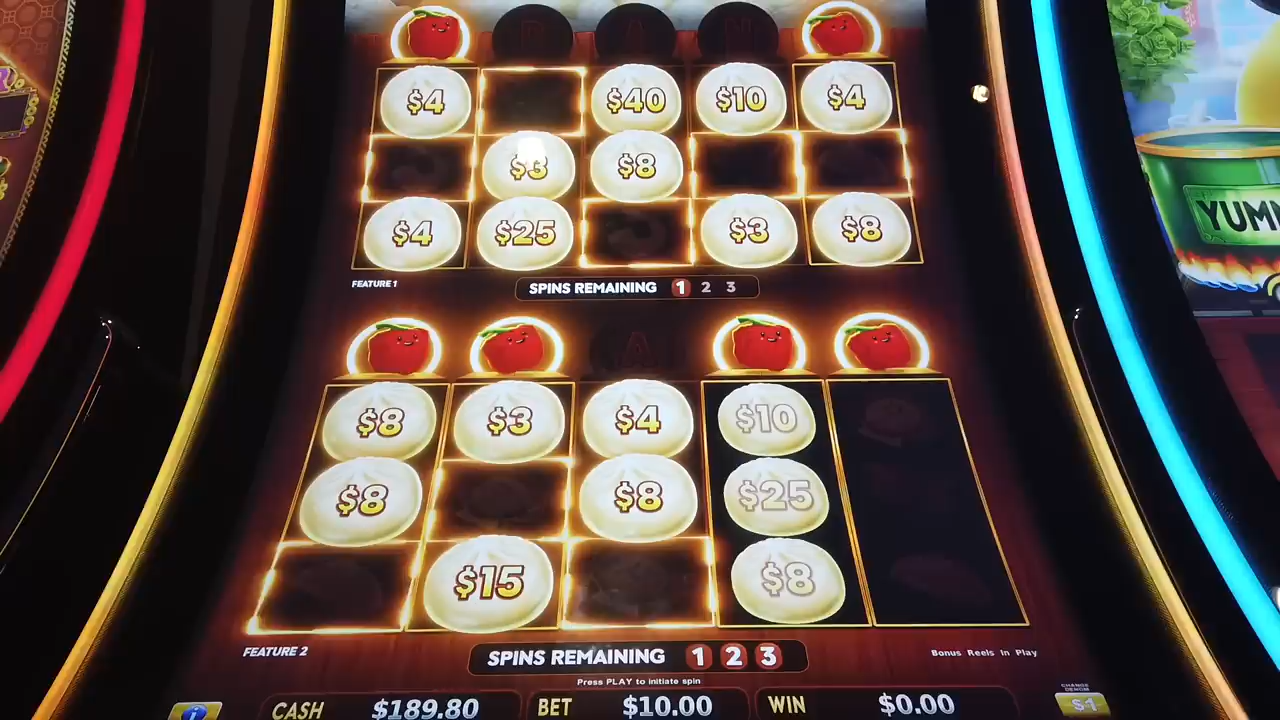 $4 $40 $10 $4
$3 $8
$4 $25 $3 $8
FEATURE 1
SPINS REMAINING 1 2 3
YUM
A
$8 $3 $4 $10
$8 $8 $25
$15 $8
FEATURE 2
SPINS REMAINING 1 2 3
Bonus Reels In Play
Press PLAY to initiate spin
CASH $189.80 BET $10.00 WIN $0.00
CHANGE
DENOM
$1